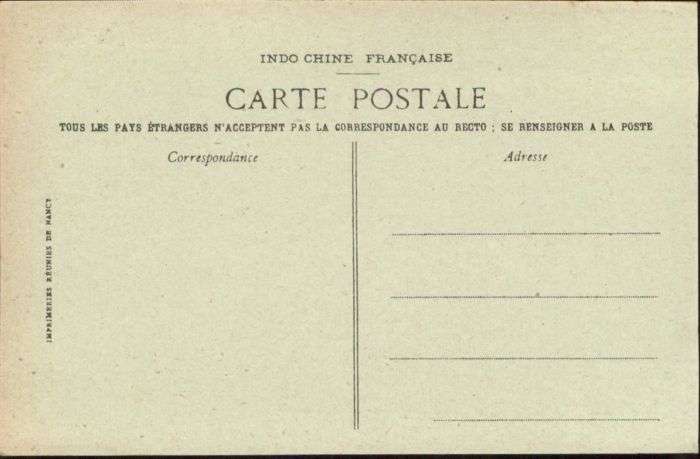 INDO CHINE FRANÇAISE
CARTE POSTALE
TOUS LES PAYS ÉTRANGERS N'ACCEPTENT PAS LA CORRESPONDANCE AU RECTO ; SE RENSEIGNER A LA POSTE
Correspondance
Adresse
IMPRIMERIES RÉUNIES DE NANCY